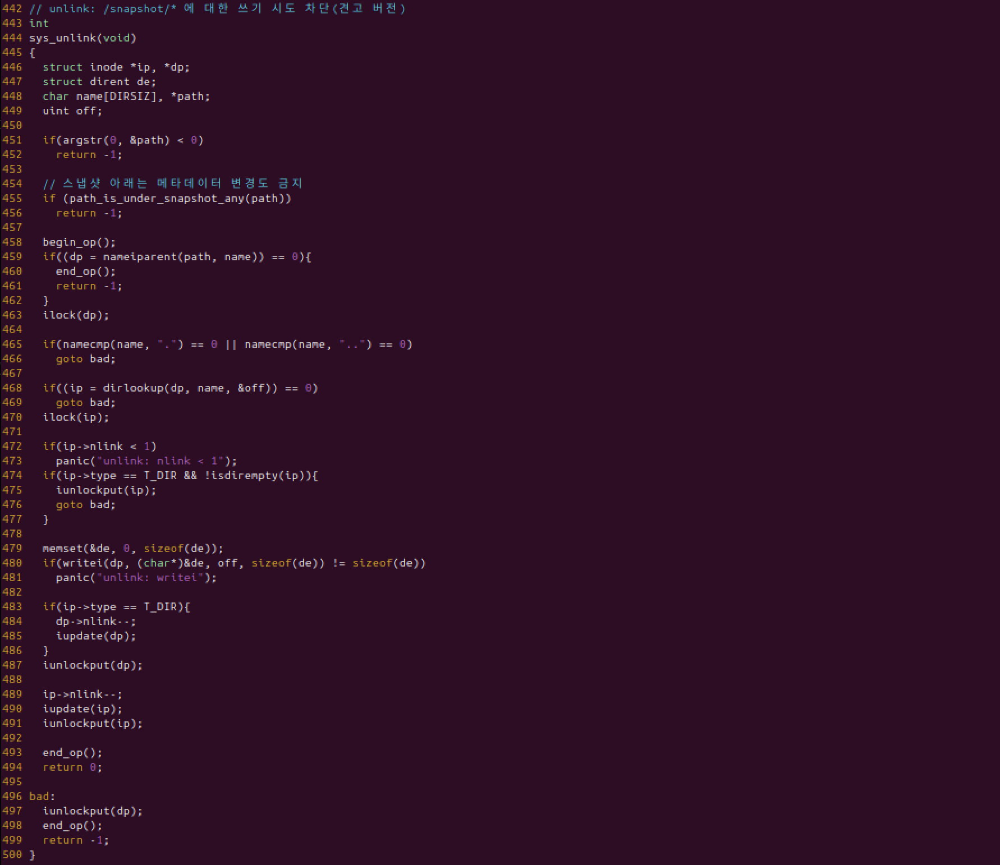 442 // unlink: /snapshot/* 에 대한 쓰기 시도 차단(견고 버전)
443 int
444 sys_unlink(void)
445 {
446   struct inode *ip, *dp;
447   struct dirent de;
448   char name[DIRSIZ], *path;
449   uint off;
450
451   if(argstr(0, &path) < 0)
452     return -1;
453
454   // 스냅샷 아래는 메타데이터 변경도 금지
455   if (path_is_under_snapshot_any(path))
456     return -1;
457
458   begin_op();
459   if((dp = nameiparent(path, name)) == 0){
460     end_op();
461     return -1;
462   }
463   ilock(dp);
464
465   if(namecmp(name, ".") == 0 || namecmp(name, "..") == 0)
466     goto bad;
467
468   if((ip = dirlookup(dp, name, &off)) == 0)
469     goto bad;
470   ilock(ip);
471
472   if(ip->nlink < 1)
473     panic("unlink: nlink < 1");
474   if(ip->type == T_DIR && !isdirempty(ip)){
475     iunlockput(ip);
476     goto bad;
477   }
478
479   memset(&de, 0, sizeof(de));
480   if(writei(dp, (char*)&de, off, sizeof(de)) != sizeof(de))
481     panic("unlink: writei");
482
483   if(ip->type == T_DIR){
484     dp->nlink--;
485     iupdate(dp);
486   }
487   iunlockput(dp);
488
489   ip->nlink--;
490   iupdate(ip);
491   iunlockput(ip);
492
493   end_op();
494   return 0;
495
496 bad:
497   iunlockput(dp);
498   end_op();
499   return -1;
500 }